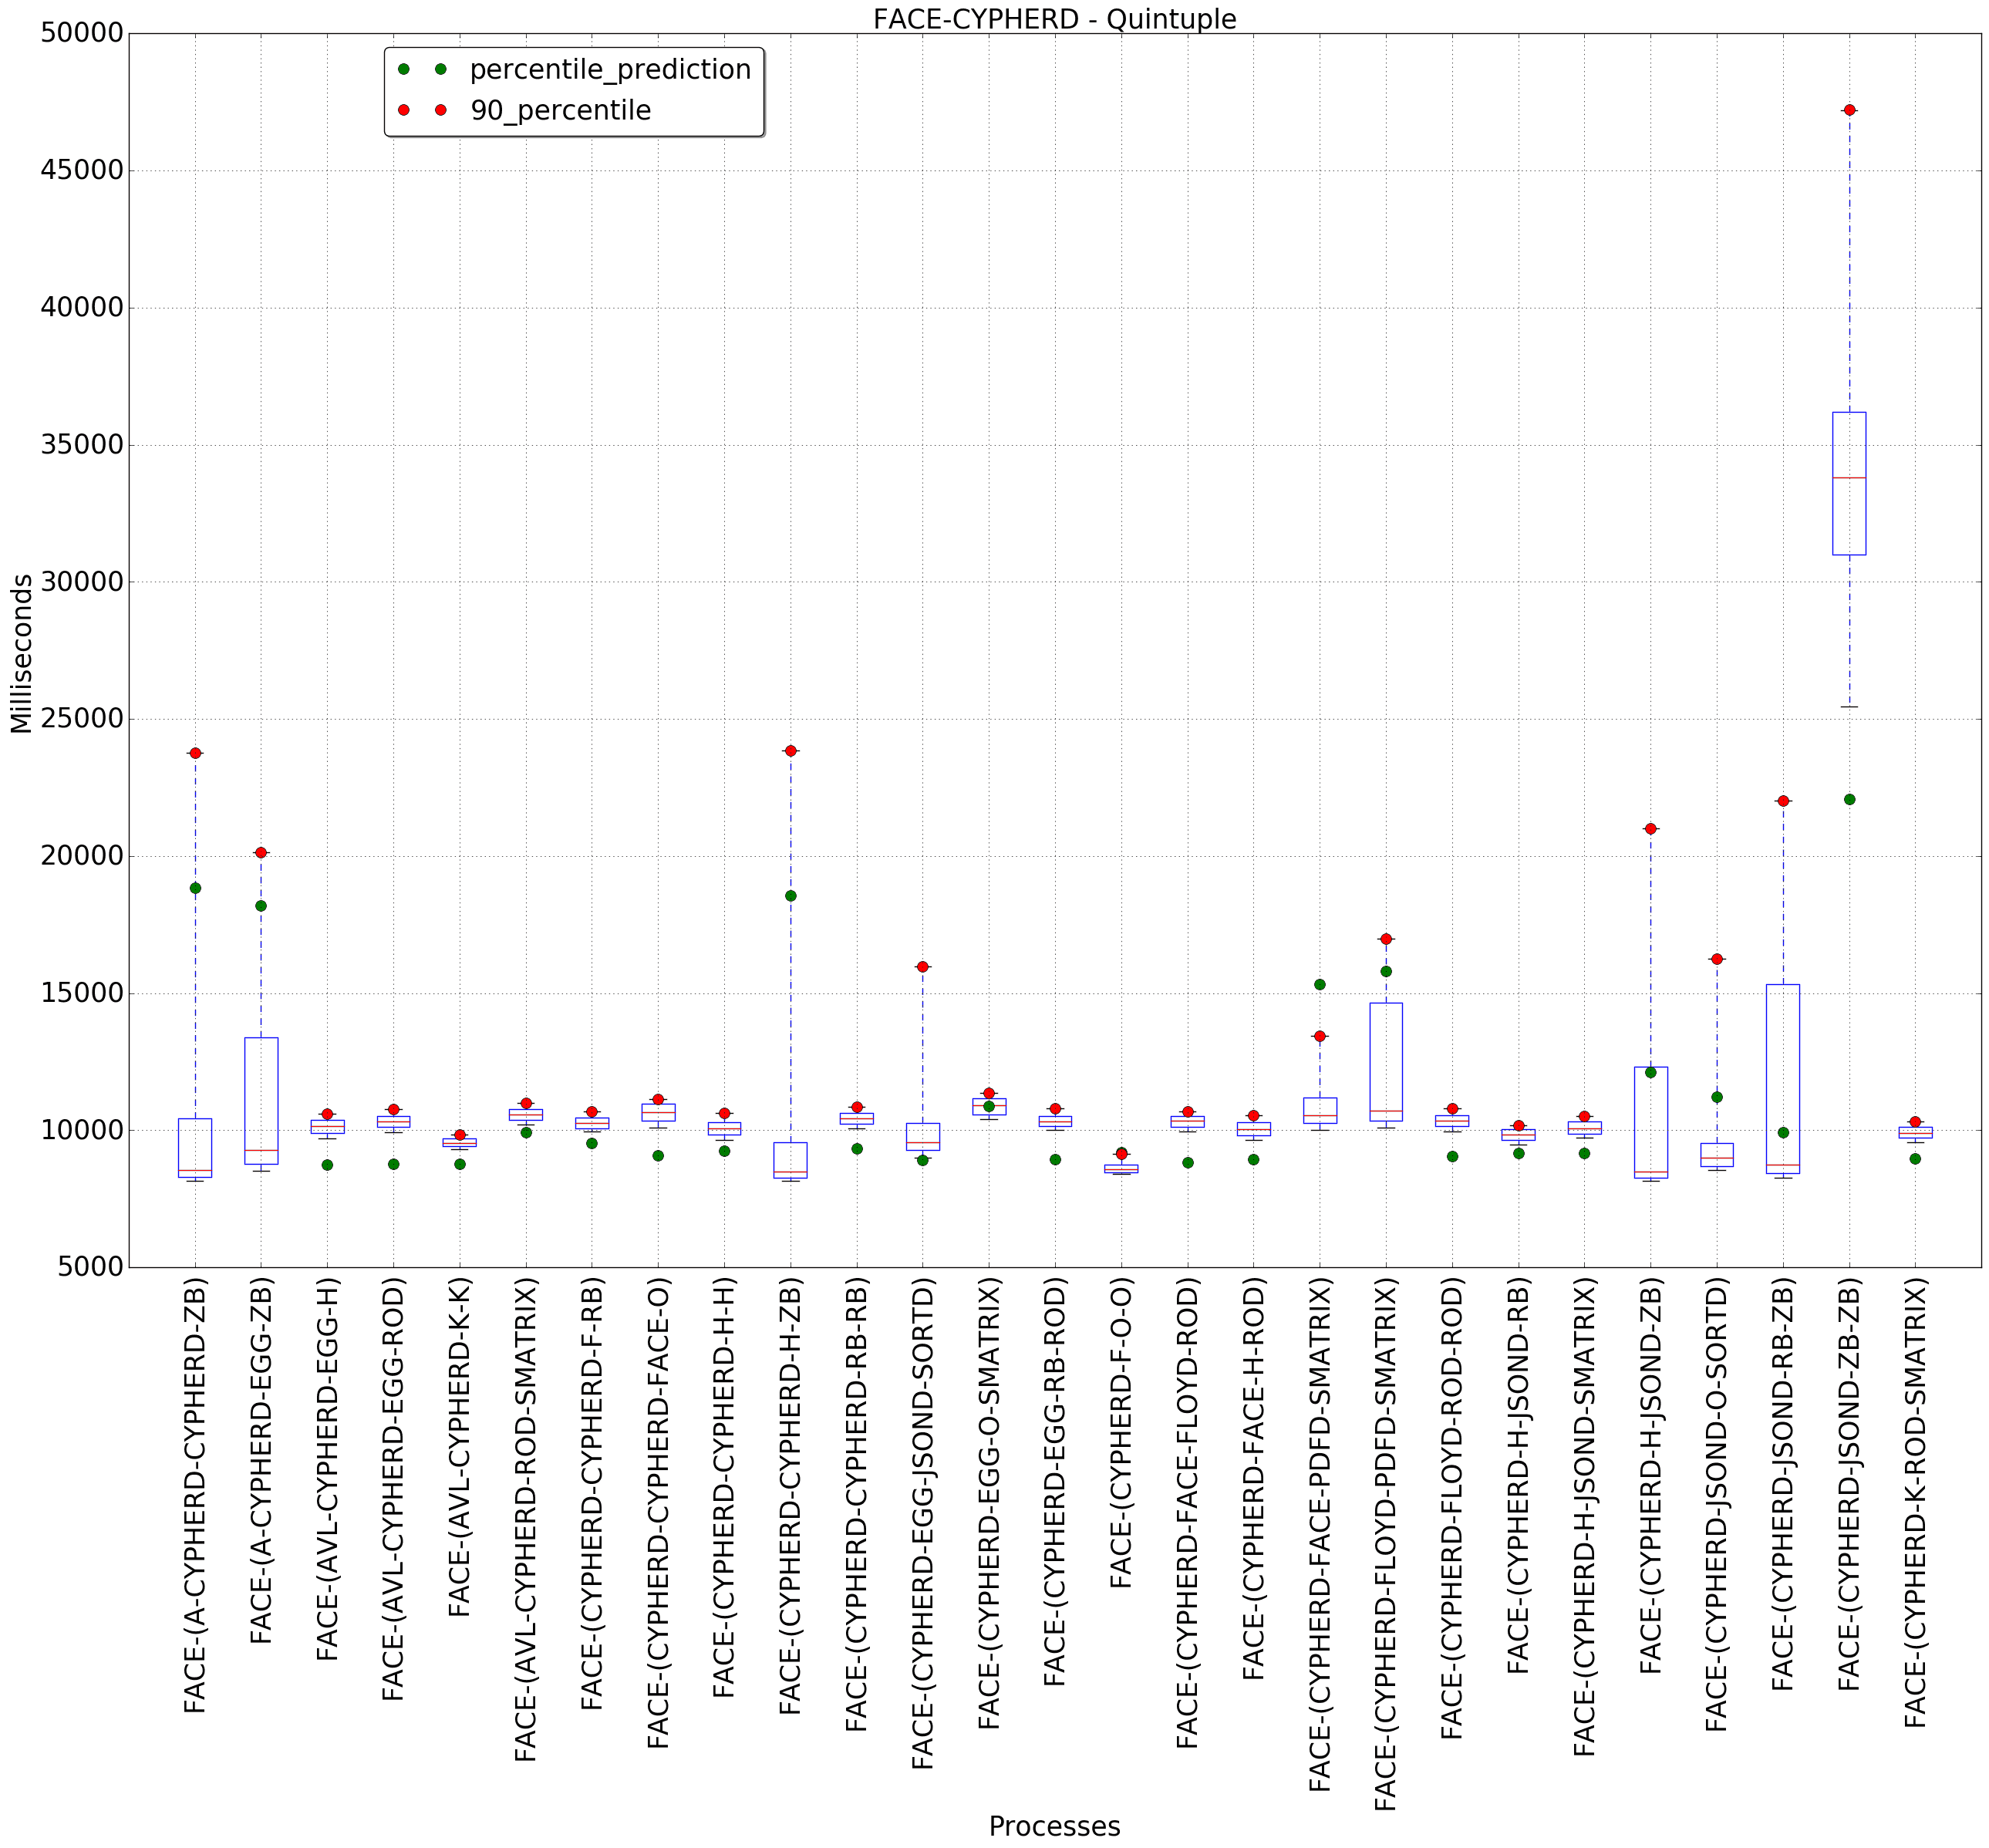 FACE-CYPHERD - Quintuple
percentile_prediction
90_percentile
50000
45000
40000
35000
30000
25000
20000
15000
10000
5000
Milliseconds
FACE-(A-CYPHERD-CYPHERD-ZB)
FACE-(A-CYPHERD-EGG-ZB)
FACE-(AVL-CYPHERD-EGG-H)
FACE-(AVL-CYPHERD-EGG-ROD)
FACE-(AVL-CYPHERD-K-K)
FACE-(AVL-CYPHERD-ROD-SMATRIX)
FACE-(CYPHERD-CYPHERD-F-RB)
FACE-(CYPHERD-CYPHERD-FACE-O)
FACE-(CYPHERD-CYPHERD-H-H)
FACE-(CYPHERD-CYPHERD-H-ZB)
FACE-(CYPHERD-CYPHERD-RB-RB)
FACE-(CYPHERD-EGG-JSOND-SORTD)
FACE-(CYPHERD-EGG-O-SMATRIX)
FACE-(CYPHERD-EGG-RB-ROD)
FACE-(CYPHERD-F-O-O)
FACE-(CYPHERD-FACE-FLOYD-ROD)
FACE-(CYPHERD-FACE-H-ROD)
FACE-(CYPHERD-FACE-PDFD-SMATRIX)
FACE-(CYPHERD-FLOYD-PDFD-SMATRIX)
FACE-(CYPHERD-FLOYD-ROD-ROD)
FACE-(CYPHERD-H-JSOND-RB)
FACE-(CYPHERD-H-JSOND-SMATRIX)
FACE-(CYPHERD-H-JSOND-ZB)
FACE-(CYPHERD-JSOND-O-SORTD)
FACE-(CYPHERD-JSOND-RB-ZB)
FACE-(CYPHERD-JSOND-ZB-ZB)
FACE-(CYPHERD-K-ROD-SMATRIX)
Processes